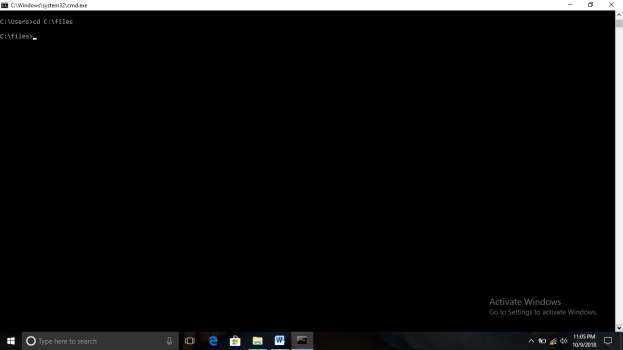 C:\Windows\system32\cmd.exe
C:\Users>cd C:\files
C:\files>
Activate Windows
Go to Settings to activate Windows.
Type here to search
11:05 PM
10/9/2018